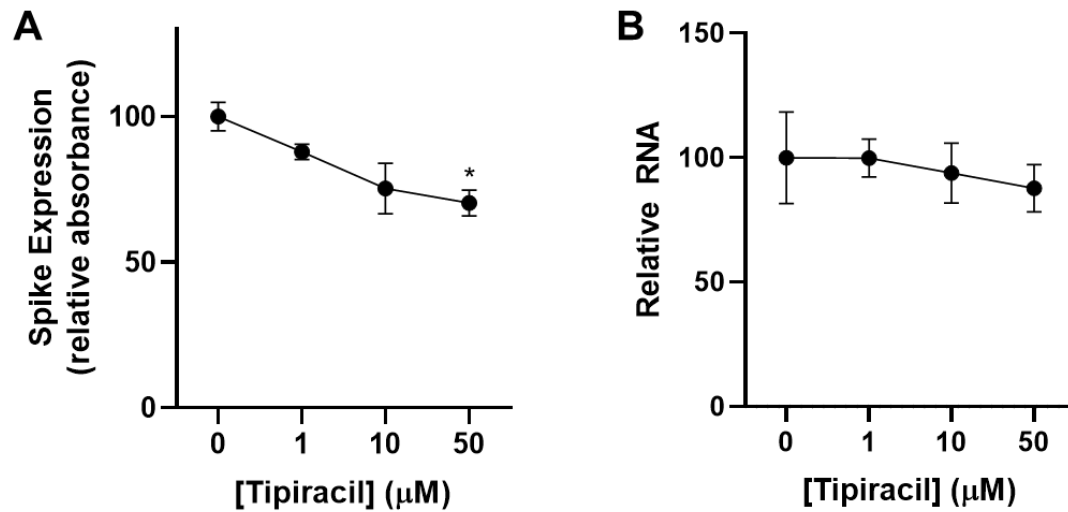 A
Spike Expression
(relative absorbance)
100
50
0
*
0 1 10 50
[Tipiracil] (μM)
B
Relative RNA
150
100
50
0
0 1 10 50
[Tipiracil] (μM)